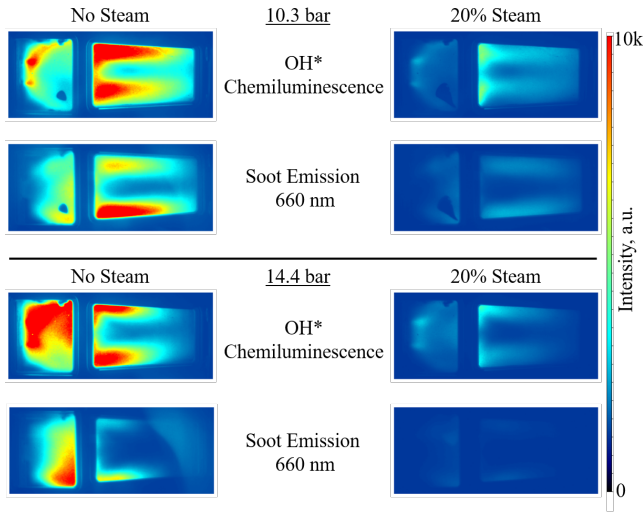 No Steam 10.3 bar 20% Steam
OH*
Chemiluminescence
Soot Emission
660 nm
No Steam 14.4 bar 20% Steam
OH*
Chemiluminescence
Soot Emission
660 nm
10k
Intensity, a.u.
0